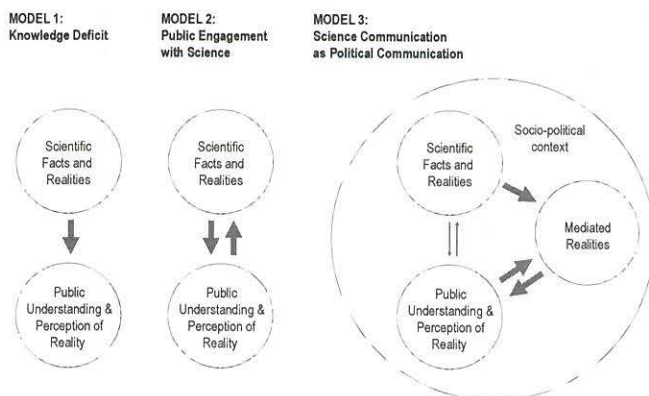 MODEL 1:
Knowledge Deficit
Scientific
Facts and
Realities
Public
Understanding &
Perception of
Reality
MODEL 2:
Public Engagement
with Science
Scientific
Facts and
Realities
Public
Understanding &
Perception of
Reality
MODEL 3:
Science Communication
as Political Communication
Scientific
Facts and
Realities
Socio-political
context
Mediated
Realities
Public
Understanding &
Perception of
Reality